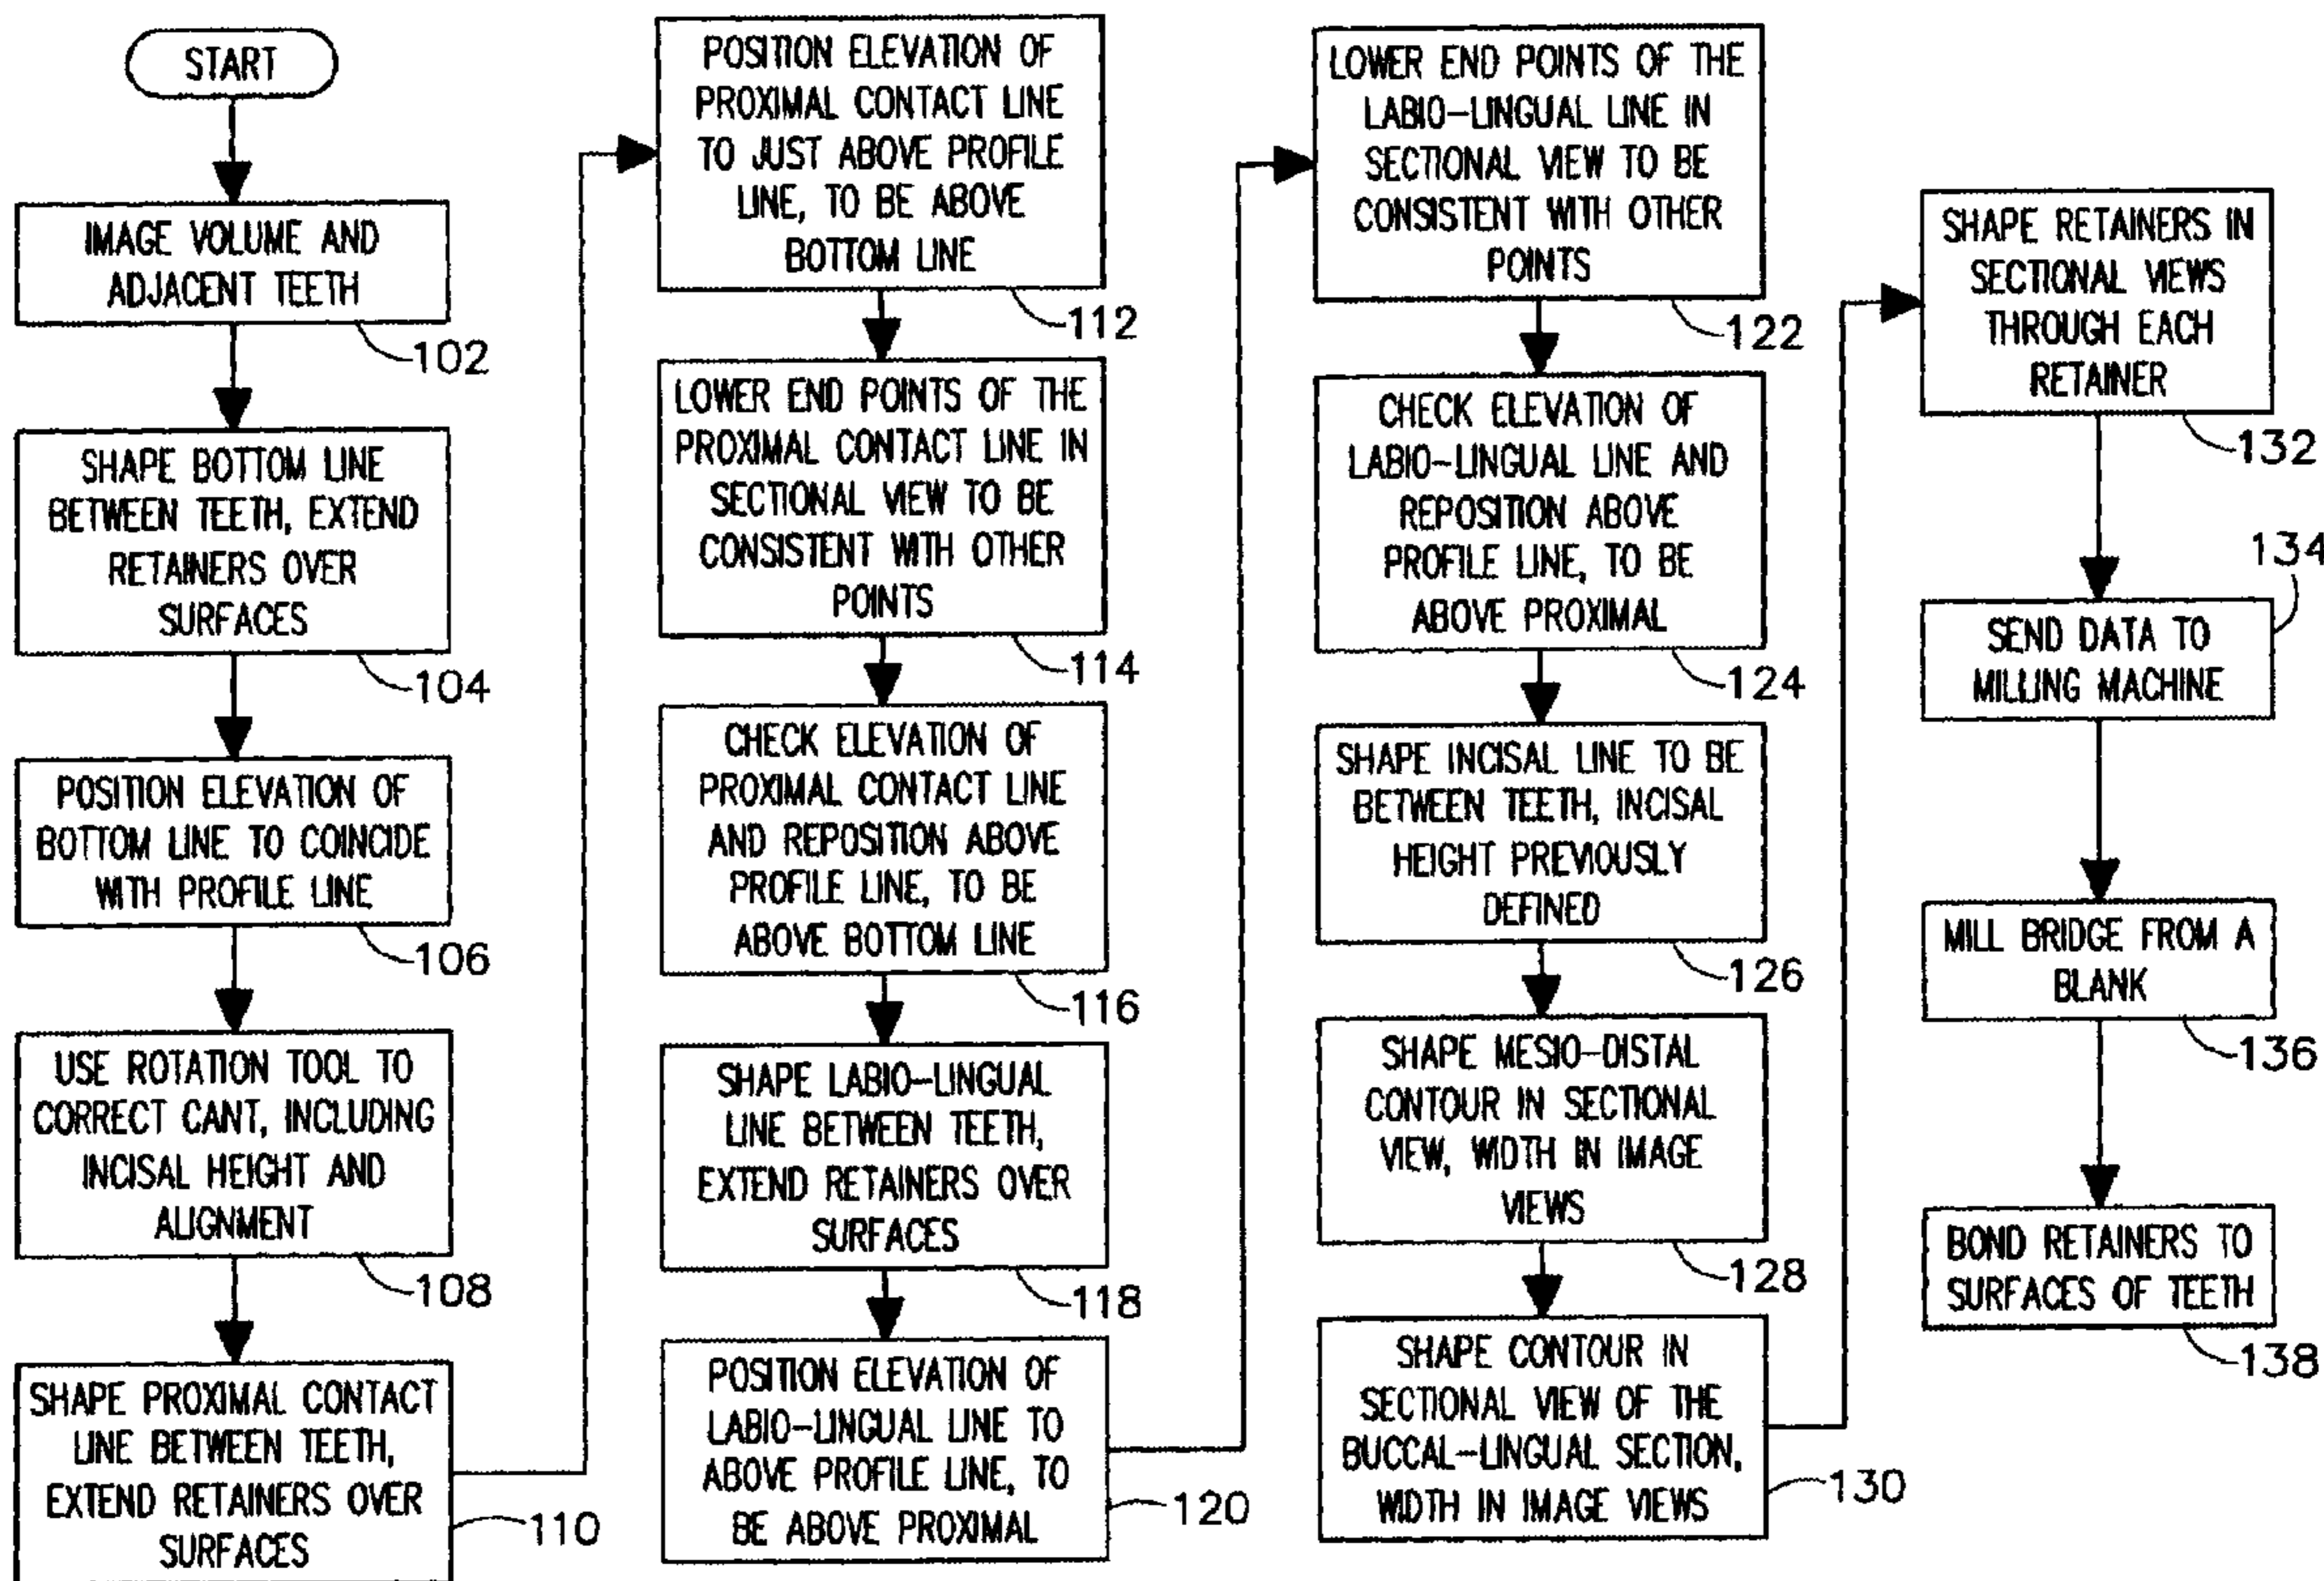 START
IMAGE VOLUME AND
ADJACENT TEETH
102
SHAPE BOTTOM LINE
BETWEEN TEETH, EXTEND
RETAINERS OVER
SURFACES
104
POSITION ELEVATION OF
BOTTOM LINE TO COINCIDE
WITH PROFILE LINE
106
USE ROTATION TOOL TO
CORRECT CANT, INCLUDING
INCISAL HEIGHT AND
ALIGNMENT
108
SHAPE PROXIMAL CONTACT
LINE BETWEEN TEETH,
EXTEND RETAINERS OVER
SURFACES
110
POSITION ELEVATION OF
PROXIMAL CONTACT LINE
TO JUST ABOVE PROFILE
LINE, TO BE ABOVE
BOTTOM LINE
112
LOWER END POINTS OF THE
PROXIMAL CONTACT LINE IN
SECTIONAL VIEW TO BE
CONSISTENT WITH OTHER
POINTS
114
CHECK ELEVATION OF
PROXIMAL CONTACT LINE
AND REPOSITION ABOVE
PROFILE LINE, TO BE
ABOVE BOTTOM LINE
116
SHAPE LABIO-LINGUAL
LINE BETWEEN TEETH,
EXTEND RETAINERS OVER
SURFACES
118
POSITION ELEVATION OF
LABIO-LINGUAL LINE TO
ABOVE PROFILE LINE, TO
BE ABOVE PROXIMAL
120
LOWER END POINTS OF THE
LABIO-LINGUAL LINE IN
SECTIONAL VIEW TO BE
CONSISTENT WITH OTHER
POINTS
122
CHECK ELEVATION OF
LABIO-LINGUAL LINE AND
REPOSITION ABOVE
PROFILE LINE, TO BE
ABOVE PROXIMAL
124
SHAPE INCISAL LINE TO BE
BETWEEN TEETH, INCISAL
HEIGHT PREVIOUSLY
DEFINED
126
SHAPE MESIO-DISTAL
CONTOUR IN SECTIONAL
VIEW, WIDTH IN IMAGE
VIEWS
128
SHAPE CONTOUR IN
SECTIONAL VIEW OF THE
BUCCAL-LINGUAL SECTION,
WIDTH IN IMAGE VIEWS
130
SHAPE RETAINERS IN
SECTIONAL VIEWS
THROUGH EACH
RETAINER
132
SEND DATA TO
MILLING MACHINE
134
MILL BRIDGE FROM A
BLANK
136
BOND RETAINERS TO
SURFACES OF TEETH
138